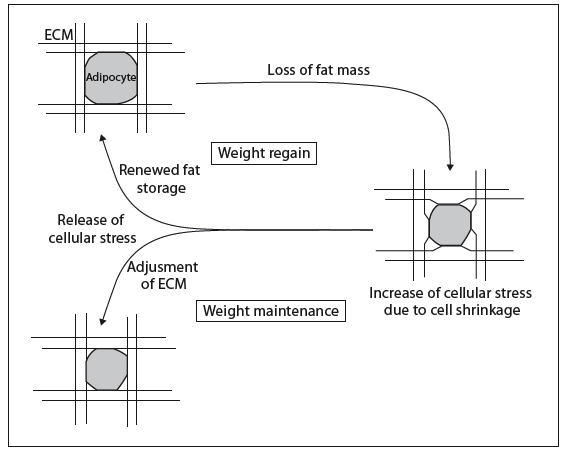 ECM
Adipocyte
Loss of fat mass
Weight regain
Renewed fat
storage
Release of
cellular stress
Adjusment
of ECM
Increase of cellular stress
due to cell shrinkage
Weight maintenance